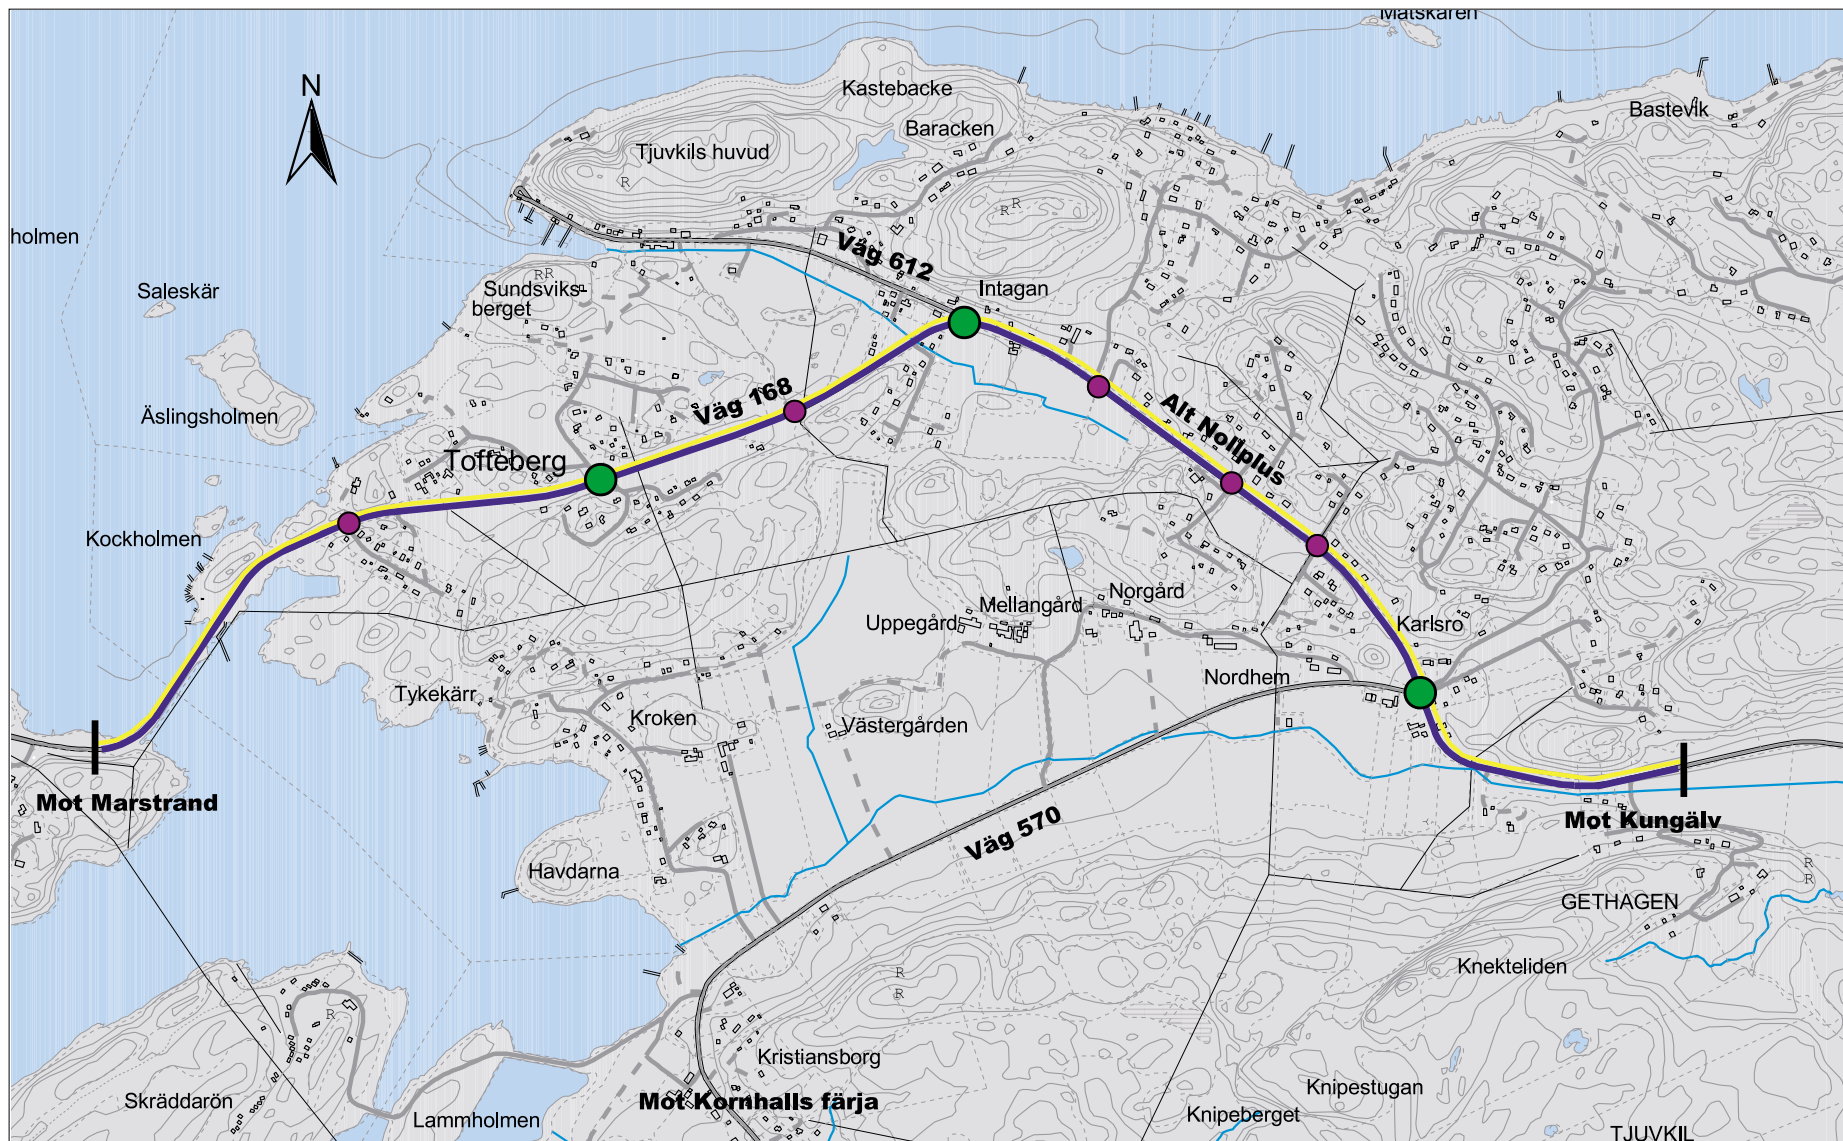 Mätskären
N
Kastebacke
Bastevik
Baracken
Tjuvkils huvud
R
R R
holmen
Väg 612
R R
Saleskär
Sundsviks-
berget
Intagan
Väg 168
Äslingsholmen
Alt Nollplus
Tofteberg
Kockholmen
Norgård
Mellangård
Uppegård
Karlsro
Nordhem
Tykekärr
Kroken
Västergården
Mot Marstrand
Mot Kungälv
Väg 570
Havdarna
R
R
GETHAGEN
Knekteliden
R
R
R
Kristiansborg
Knipestugan
Skräddarön
Mot Kornhalls färja
Lammholmen
Knipeberget
TJUVKIL